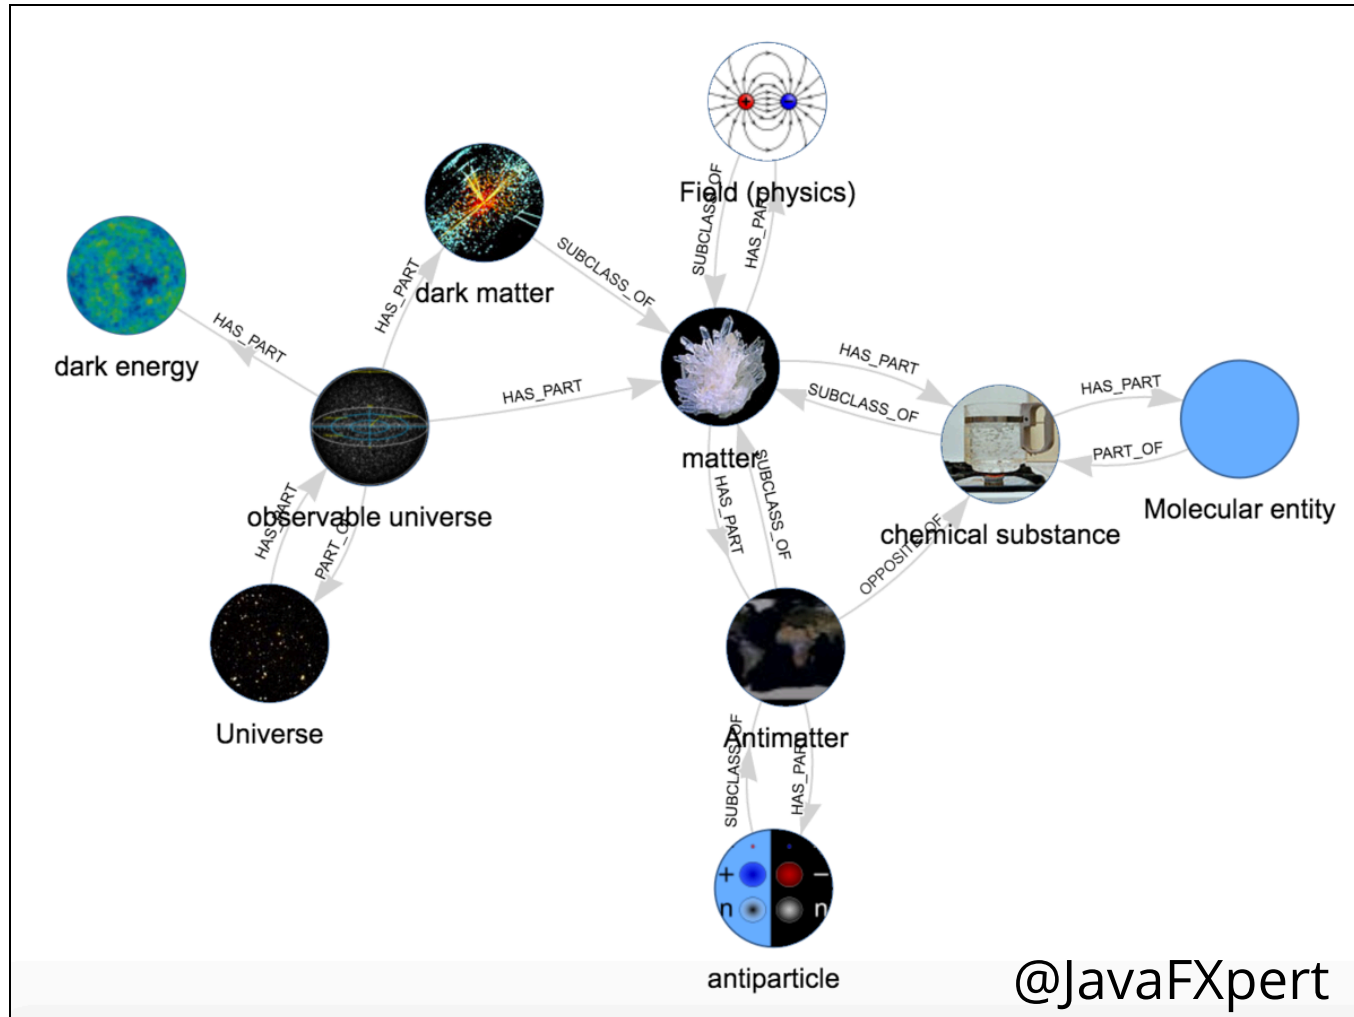 Field (physics)
SUBCLASS_OF
HAS_PART
dark matter
SUBCLASS_OF
HAS_PART
dark energy
HAS_PART
HAS_PART
observable universe
HAS_PART
PART_OF
Universe
matter
HAS_PART
SUBCLASS_OF
HAS_PART
SUBCLASS_OF
chemical substance
HAS_PART
PART_OF
Molecular entity
OPPOSITE_OF
Antimatter
SUBCLASS_OF
HAS_PART
+ −
n n
antiparticle
@JavaFXpert